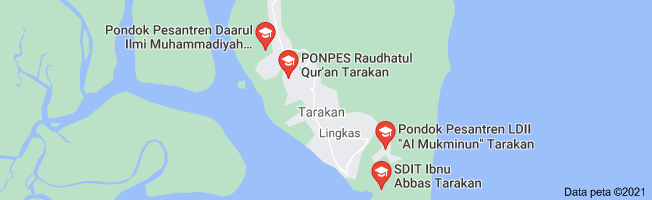 Pondok Pesantren Daarul
Ilmi Muhammadiyah...
PONPES Raudhatul
Qur'an Tarakan
Tarakan
Lingkas
Pondok Pesantren LDII
"Al Mukminun" Tarakan
SDIT Ibnu
Abbas Tarakan
Data peta ©2021